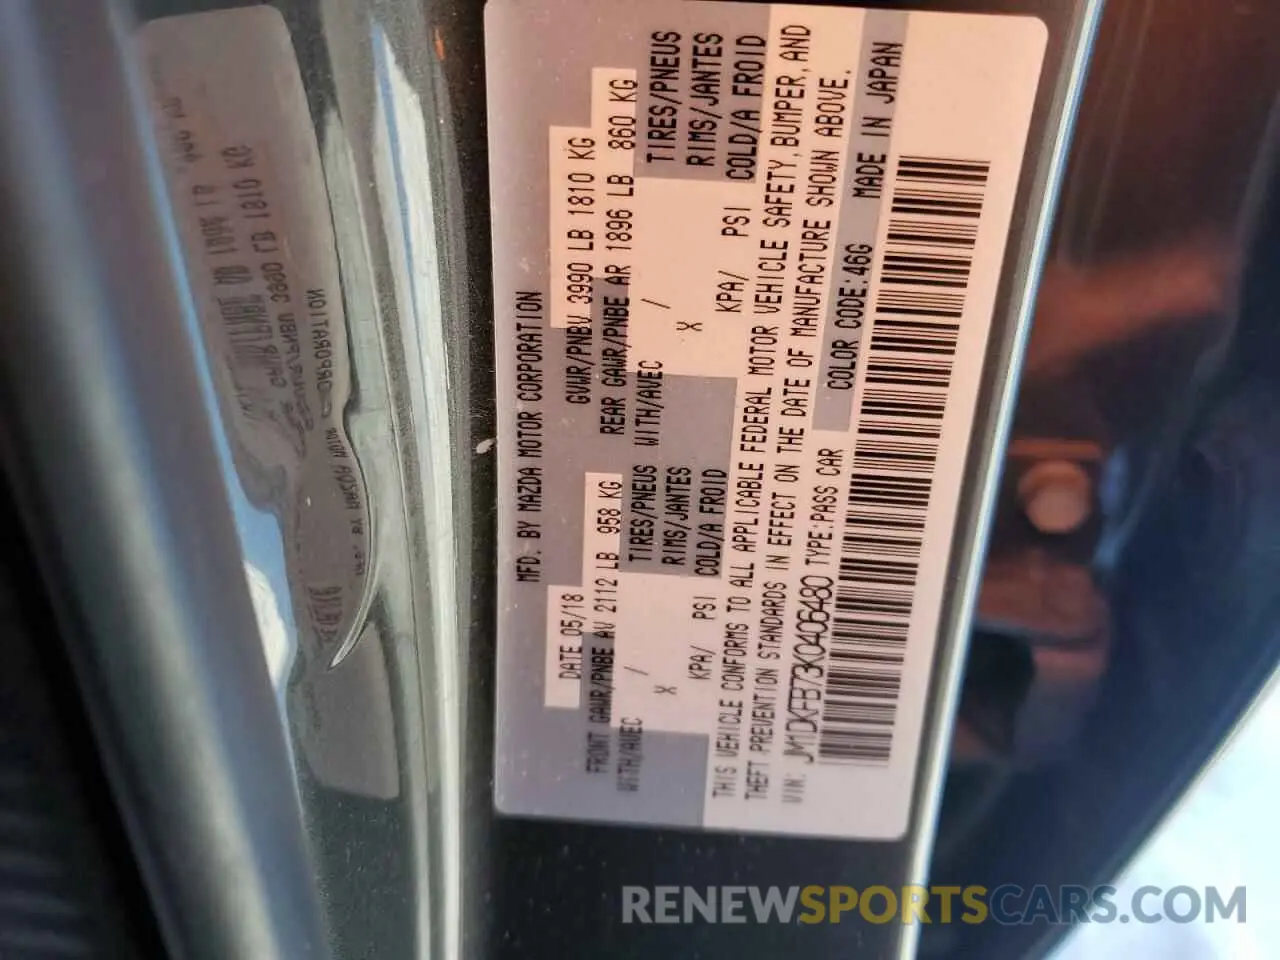 MFD. BY MAZDA MOTOR CORPORATION
DATE 05/18 GVWR/PNBV 3990 LB 1810 KG
FRONT GAWR/PNBE AV 2112 LB 958 KG REAR GAWR/PNBE AR 1896 LB 860 KG
WITH/AVEC / TIRES/PNEUS WITH/AVEC / TIRES/PNEUS
X RIMS/JANTES X RIMS/JANTES
KPA/ PSI COLD/A FROID KPA/ PSI COLD/A FROID
THIS VEHICLE CONFORMS TO ALL APPLICABLE FEDERAL MOTOR VEHICLE SAFETY, BUMPER, AND
THEFT PREVENTION STANDARDS IN EFFECT ON THE DATE OF MANUFACTURE SHOWN ABOVE.
VIN: JM1DKFB73K0406480 TYPE:PASS CAR COLOR CODE:46G MADE IN JAPAN
RENEWSPORTSCARS.COM